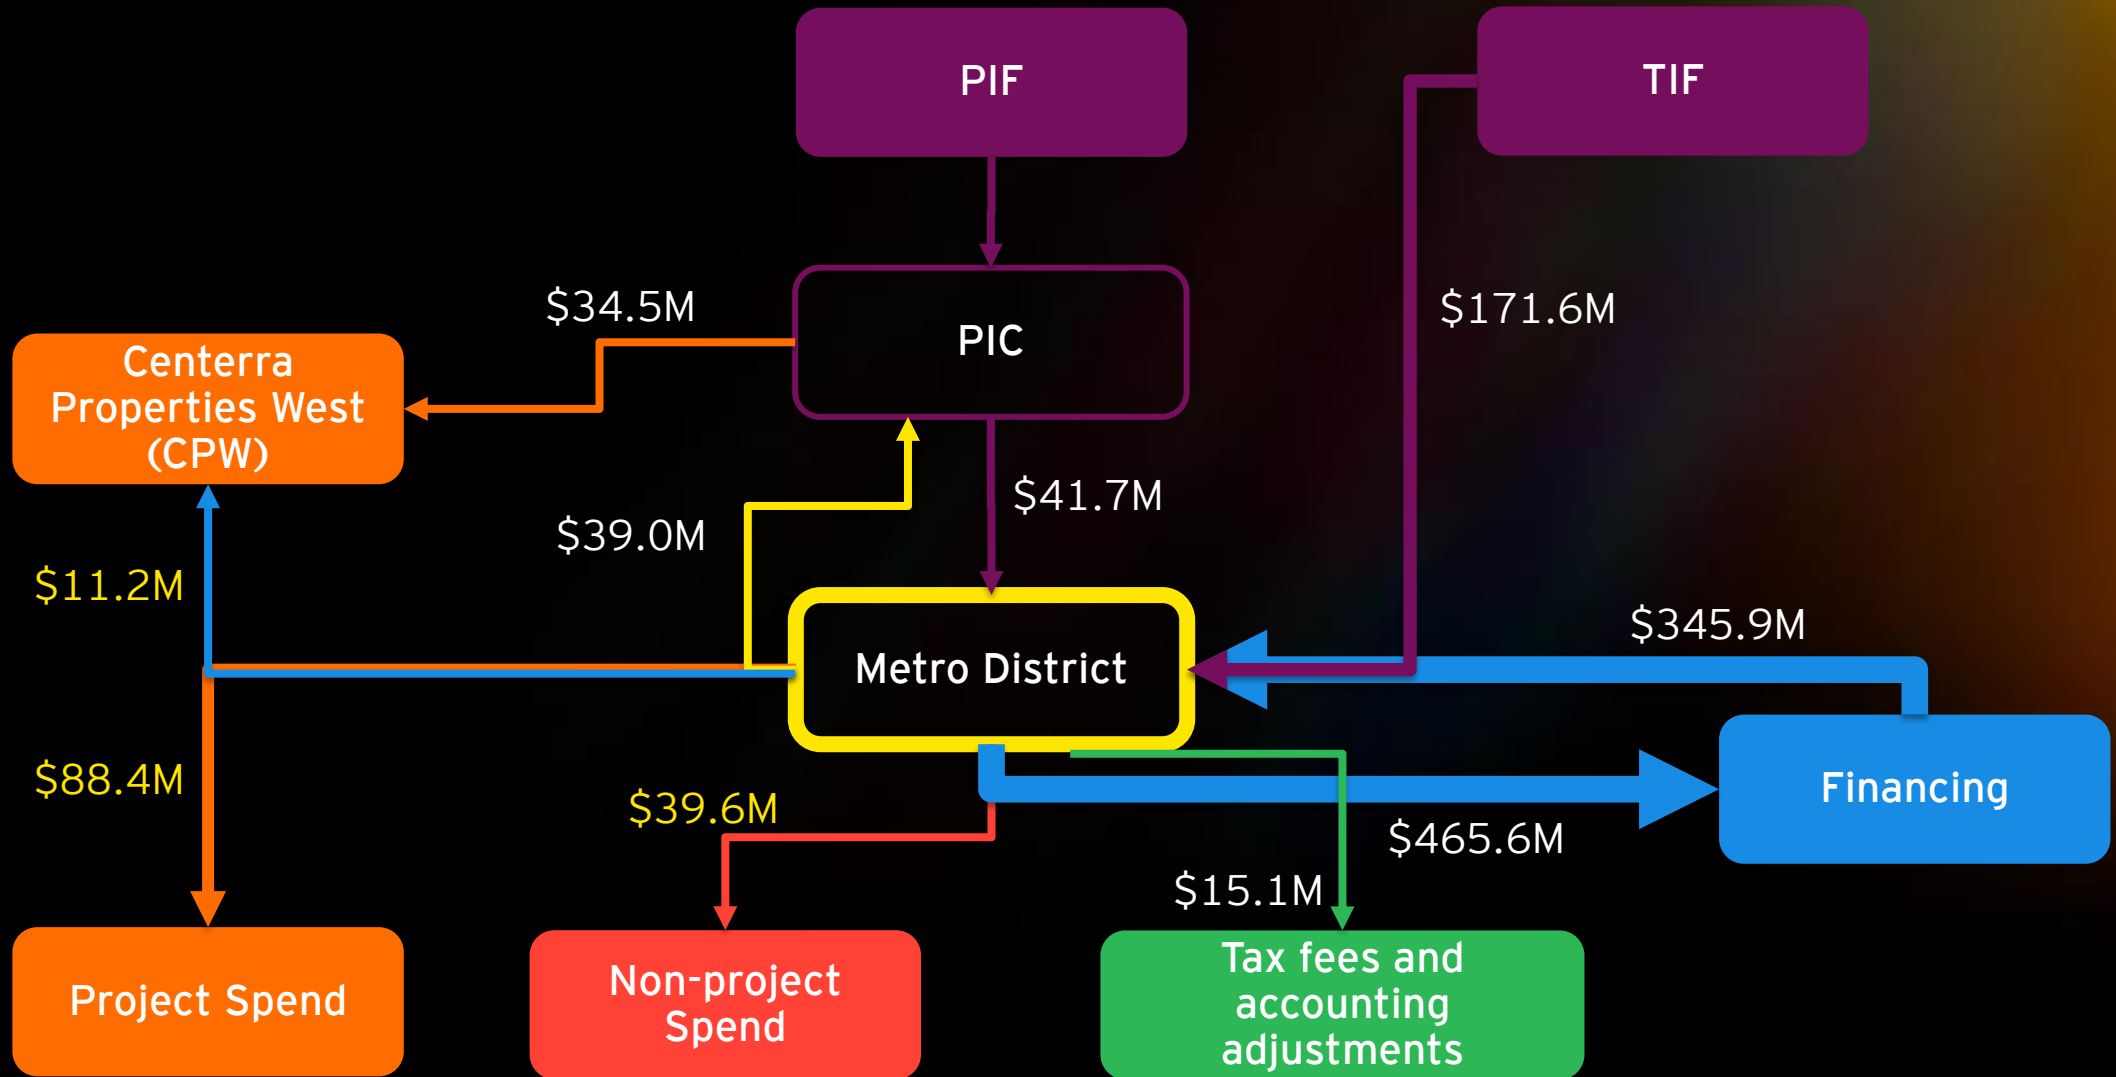 PIF
TIF
$34.5M
$171.6M
PIC
Centerra
Properties West
(CPW)
$41.7M
$39.0M
$11.2M
$345.9M
Metro District
$88.4M
$39.6M
Financing
$465.6M
$15.1M
Project Spend
Non-project
Spend
Tax fees and
accounting
adjustments